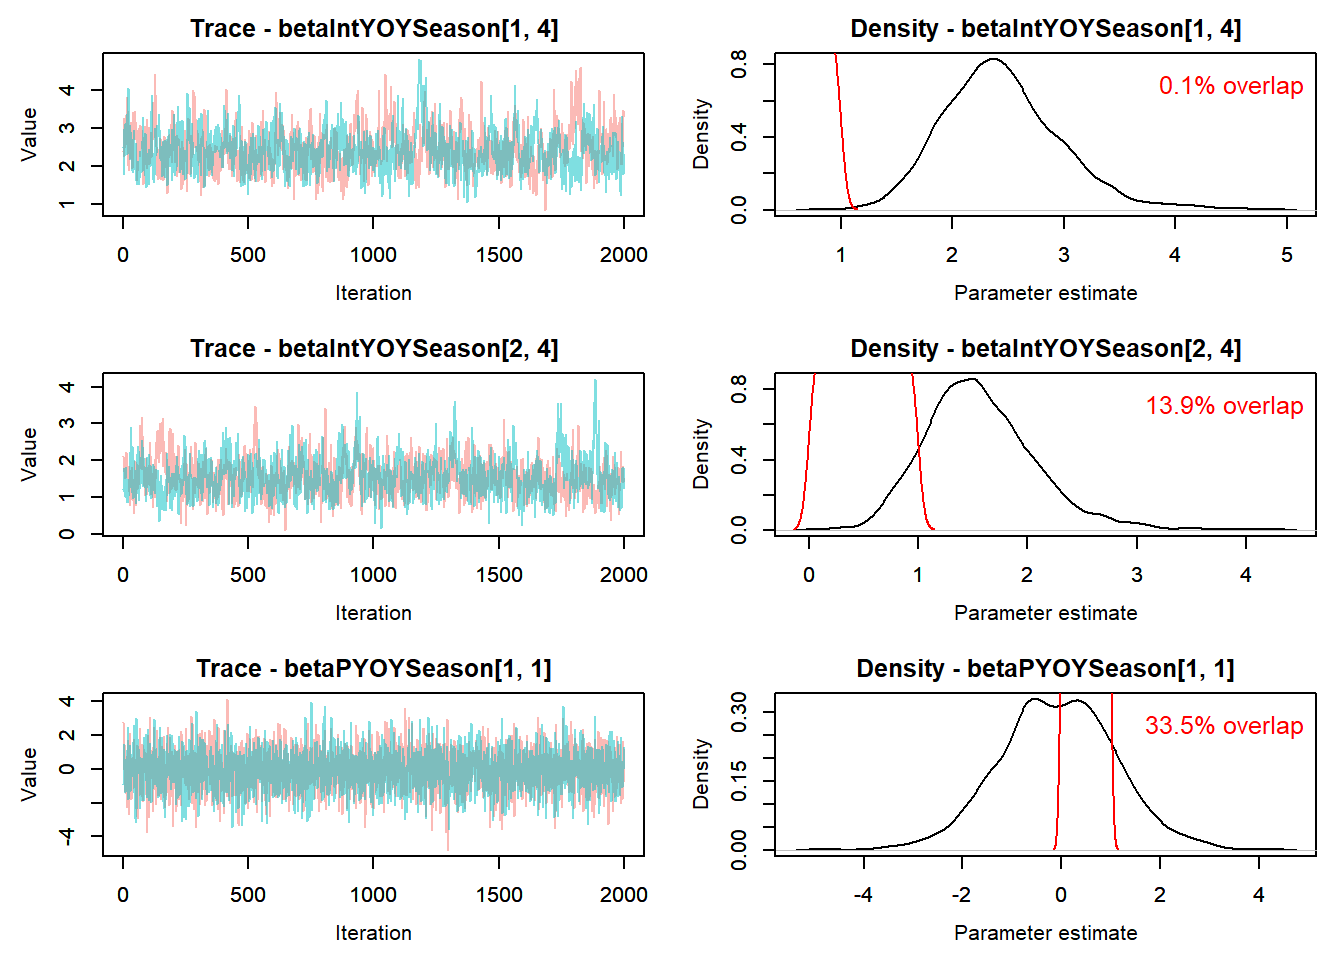 Trace - betaIntYOYSeason[1, 4]
Value
1 2 3 4
0 500 1000 1500 2000
Iteration
Density - betaIntYOYSeason[1, 4]
0.1% overlap
Density
0.0 0.4 0.8
1 2 3 4 5
Parameter estimate
Trace - betaIntYOYSeason[2, 4]
Value
0 1 2 3 4
0 500 1000 1500 2000
Iteration
Density - betaIntYOYSeason[2, 4]
13.9% overlap
Density
0.0 0.4 0.8
0 1 2 3 4
Parameter estimate
Trace - betaPYOYSeason[1, 1]
Value
-4 0 2 4
0 500 1000 1500 2000
Iteration
Density - betaPYOYSeason[1, 1]
33.5% overlap
Density
0.00 0.15 0.30
-4 -2 0 2 4
Parameter estimate